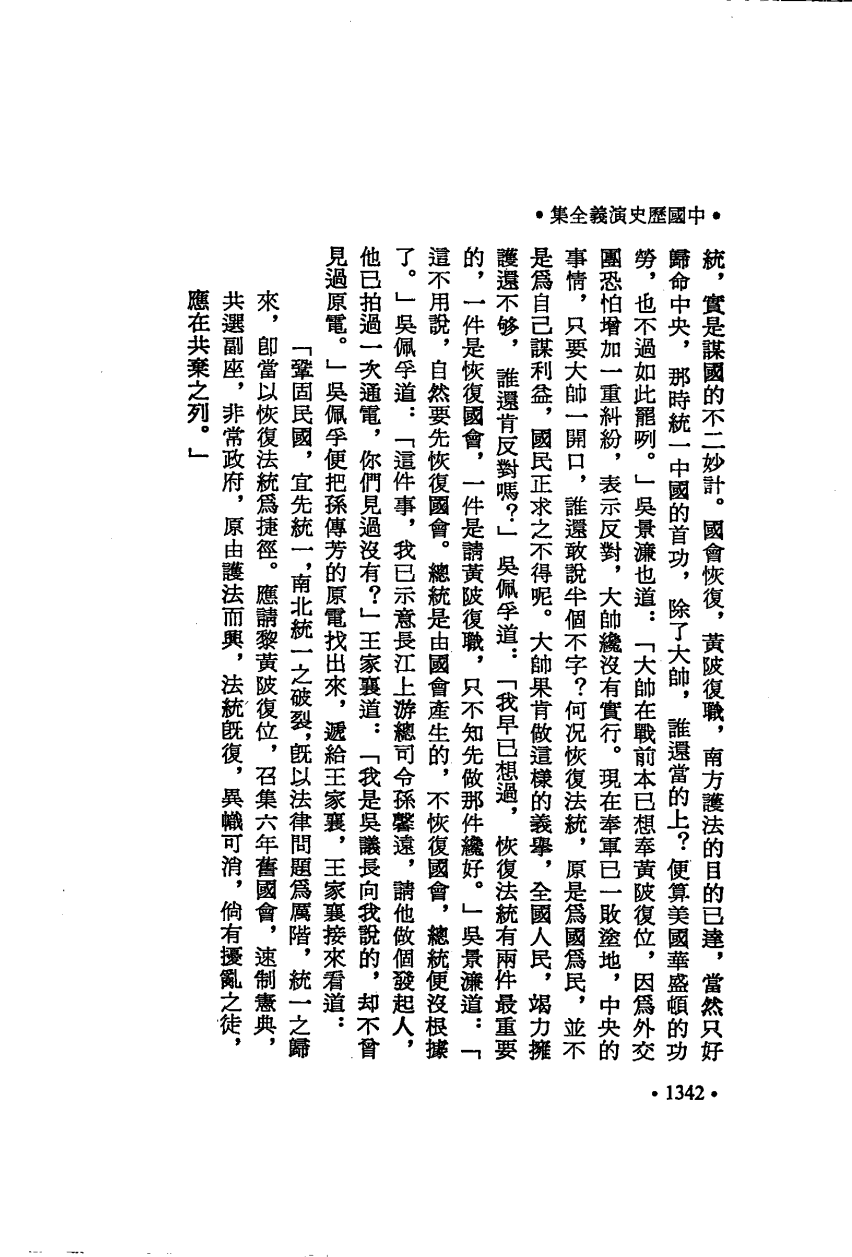 •中國歷史演義全集•
統，實是謀國的不二妙計。國會恢復，黃陂復職，南方護法的目的已達，當然只好
歸命中央，那時統一中國的首功，除了大帥，誰還當的上？便算美國華盛頓的功
勞，也不過如此罷咧。」吳景濂也道：「大帥在戰前本已想奉黃陂復位，因爲外交
團恐怕增加一重糾紛，表示反對，大帥纔沒有實行。現在奉軍已一敗塗地，中央的
事情，只要大帥一開口，誰還敢說半個不字？何况恢復法統，原是爲國爲民，並不
是爲自己謀利益，國民正求之不得呢。大帥果肯做這樣的義舉，全國人民，竭力擁
護還不够，誰還肯反對嗎？」吳佩孚道：「我早已想過，恢復法統有兩件最重要
的，一件是恢復國會，一件是請黃陂復職，只不知先做那件纔好。」吳景濂道：「
這不用說，自然要先恢復國會。總統是由國會產生的，不恢復國會，總統便沒根據
了。」吳佩孚道：「這件事，我已示意長江上游總司令孫馨遠，請他做個發起人，
他已拍過一次通電，你們見過沒有？」王家襄道：「我是吳議長向我說的，却不曾
見過原電。」吳佩孚便把孫傳芳的原電找出來，遞給王家襄，王家襄接來看道：
「鞏固民國，宜先統一，南北統一之破裂，旣以法律問題爲厲階，統一之歸
來，卽當以恢復法統爲捷徑。應請黎黃陂復位，召集六年舊國會，速制憲典，
共選副座，非常政府，原由護法而興，法統旣復，異幟可消，倘有擾亂之徒，
應在共棄之列。」
•1342•